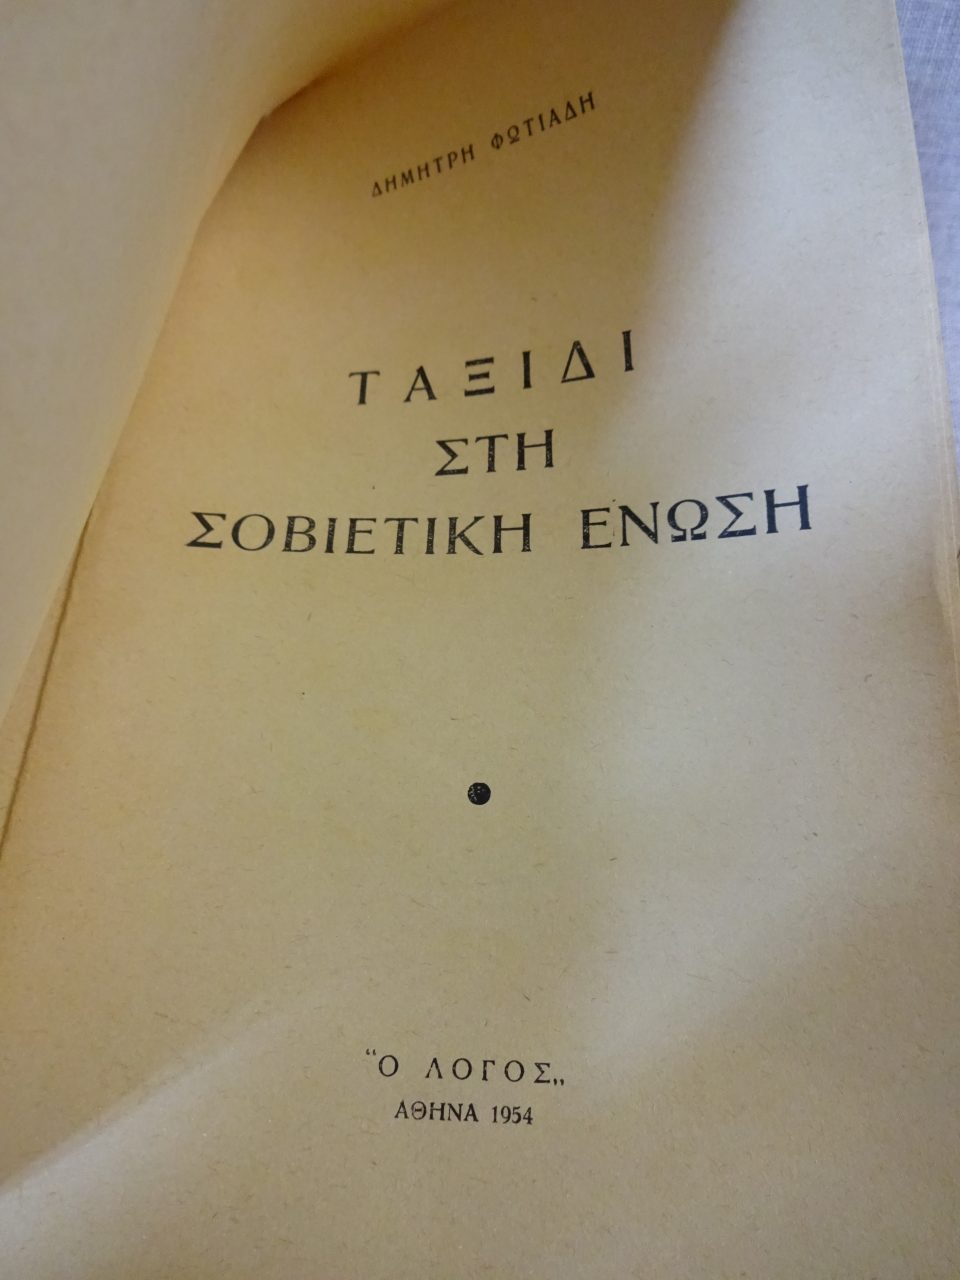 ΔΗΜΗΤΡΗ ΦΩΤΙΑΔΗ
ΤΑΞΙΔΙ
ΣΤΗ
ΣΟΒΙΕΤΙΚΗ ΕΝΩΣΗ
“Ο ΛΟΓΟΣ„
ΑΘΗΝΑ 1954